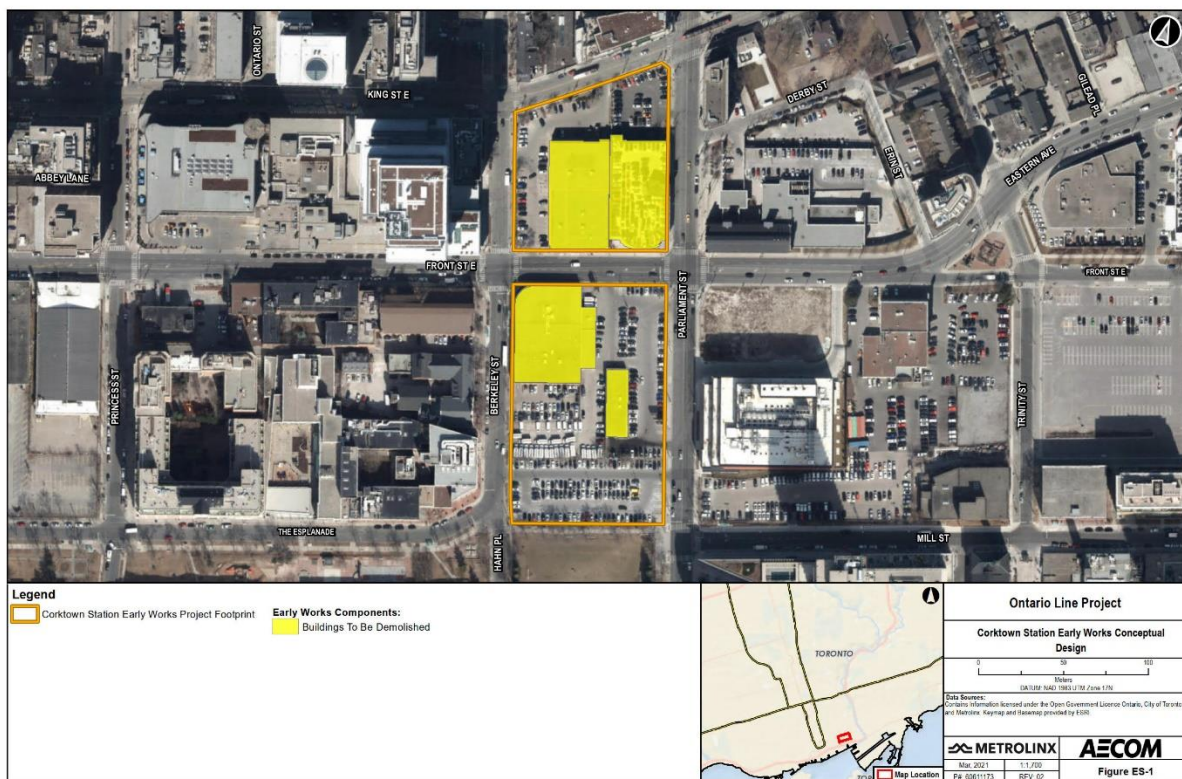 ONTARIO ST
KING ST E
DERBY ST
GILEAD PL
ABBEY LANE
ERIN ST
EASTERN AVE
FRONT ST E
FRONT ST E
PARLIAMENT ST
PRINCESS ST
BERKELEY ST
TRINITY ST
THE ESPLANADE
HAHN PL
MILL ST
Legend
Corktown Station Early Works Project Footprint
Early Works Components:
Buildings To Be Demolished
TORONTO
Map Location
Ontario Line Project
Corktown Station Early Works Conceptual
Design
0 50 100
Meters
DATUM: NAD 1983 UTM Zone 17N
Data Sources:
Contains Information licensed under the Open Government Licence Ontario, City of Toronto
and Metrolinx. Keymap and Basemap provided by ESRI.
METROLINX
AECOM
Mar, 2021 1:1,700
P#: 60611173 REV: 02
Figure ES-1